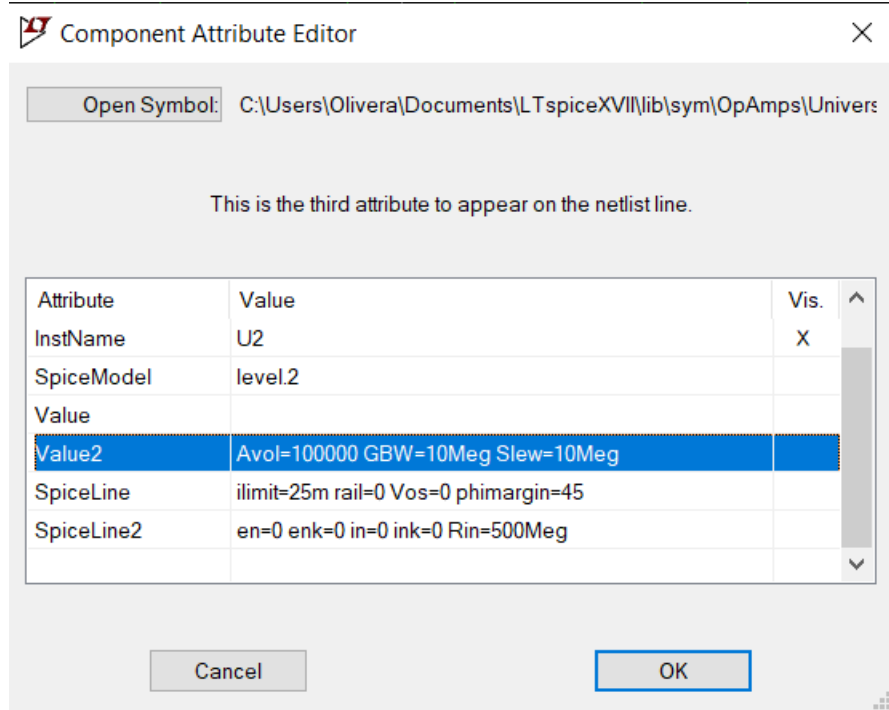 Component Attribute Editor
Open Symbol: C:\Users\Olivera\Documents\LTspiceXVII\lib\sym\OpAmps\Univers
This is the third attribute to appear on the netlist line.
Attribute Value Vis.
InstName U2 X
SpiceModel level.2
Value
Value2 Avol=100000 GBW=10Meg Slew=10Meg
SpiceLine ilimit=25m rail=0 Vos=0 phimargin=45
SpiceLine2 en=0 enk=0 in=0 ink=0 Rin=500Meg
Cancel OK